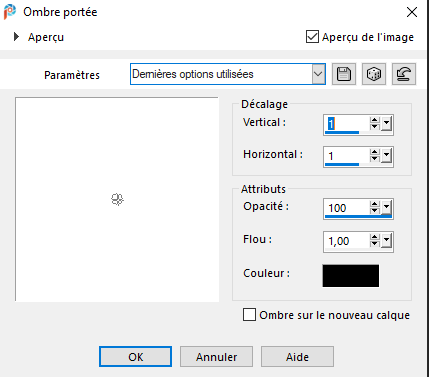 Ombre portée
Aperçu
Aperçu de l'image
Paramètres
Dernières options utilisées
Décalage
Vertical :
1
Horizontal :
1
Attributs
Opacité :
100
Flou :
1,00
Couleur :
Ombre sur le nouveau calque
OK
Annuler
Aide